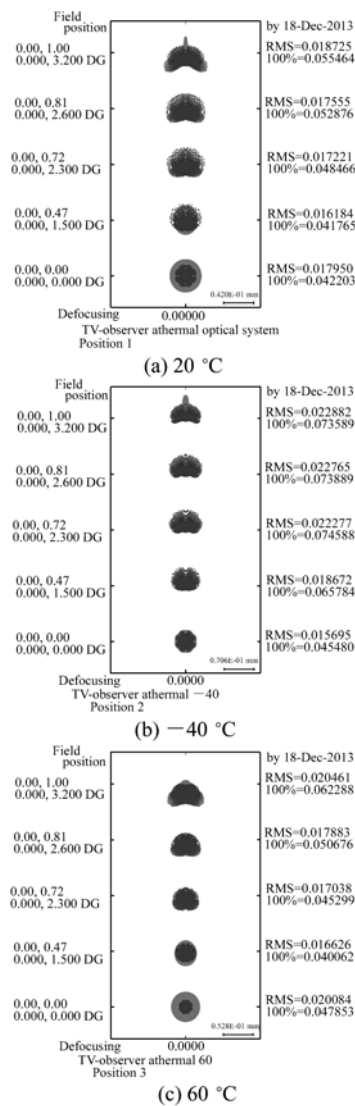 Field
position
by 18-Dec-2013
0.00, 1.00
0.000, 3.200 DG
RMS=0.018725
100%=0.055464
0.00, 0.81
0.000, 2.600 DG
RMS=0.017555
100%=0.052876
0.00, 0.72
0.000, 2.300 DG
RMS=0.017221
100%=0.048466
0.00, 0.47
0.000, 1.500 DG
RMS=0.016184
100%=0.041765
0.00, 0.00
0.000, 0.000 DG
RMS=0.017950
100%=0.042203
0.420E-01 mm
Defocusing 0.00000
TV-observer athermal optical system
Position 1
(a) 20 °C
Field
position
by 18-Dec-2013
0.00, 1.00
0.000, 3.200 DG
RMS=0.022882
100%=0.073589
0.00, 0.81
0.000, 2.600 DG
RMS=0.022765
100%=0.073889
0.00, 0.72
0.000, 2.300 DG
RMS=0.022277
100%=0.074588
0.00, 0.47
0.000, 1.500 DG
RMS=0.018672
100%=0.065784
0.00, 0.00
0.000, 0.000 DG
RMS=0.015695
100%=0.045480
0.706E-01 mm
Defocusing 0.0000
TV-observer athermal －40
Position 2
(b) －40 °C
Field
position
by 18-Dec-2013
0.00, 1.00
0.000, 3.200 DG
RMS=0.020461
100%=0.062288
0.00, 0.81
0.000, 2.600 DG
RMS=0.017883
100%=0.050676
0.00, 0.72
0.000, 2.300 DG
RMS=0.017038
100%=0.045299
0.00, 0.47
0.000, 1.500 DG
RMS=0.016626
100%=0.040062
0.00, 0.00
0.000, 0.000 DG
RMS=0.020084
100%=0.047853
0.528E-01 mm
Defocusing 0.0000
TV-observer athermal 60
Position 3
(c) 60 °C